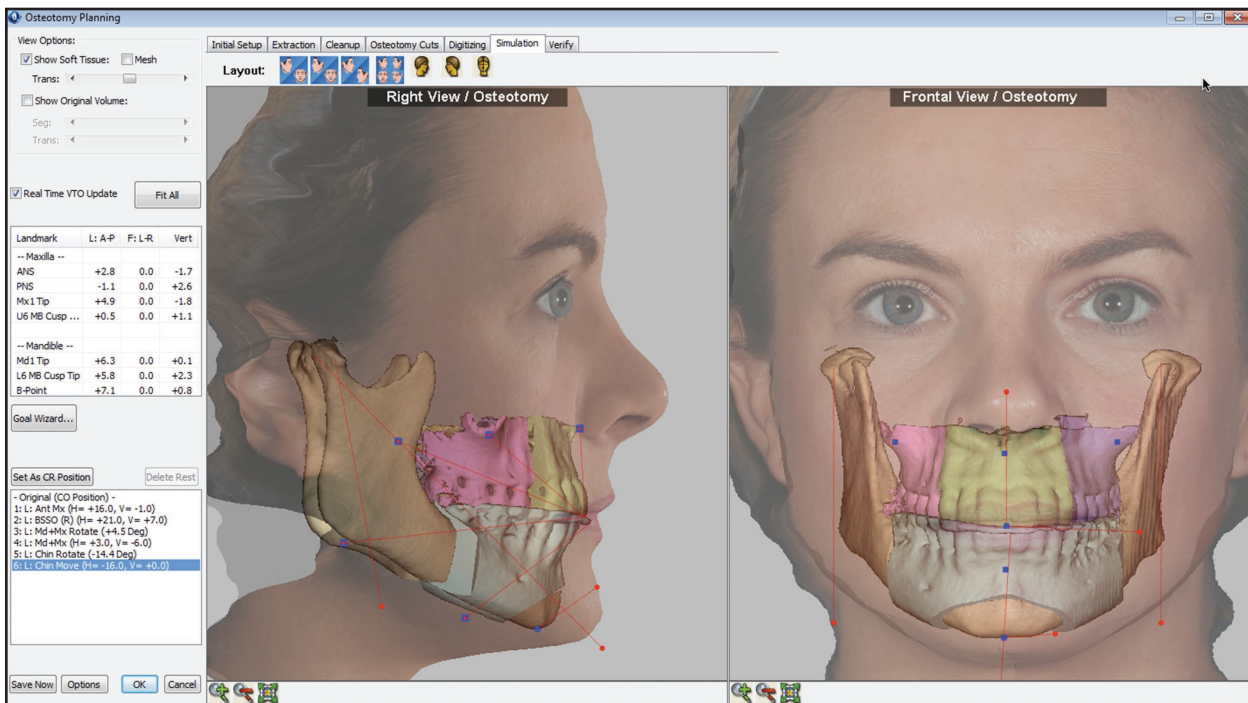 Osteotomy Planning
View Options:
Show Soft Tissue: Mesh
Trans:
Show Original Volume:
Seg:
Trans:
Real Time VTO Update
Fit All
Landmark L: A-P F: L-R Vert
-- Maxilla --
ANS +2.8 0.0 -1.7
PNS -1.1 0.0 +2.6
Mx1 Tip +4.9 0.0 -1.8
U6 MB Cusp ... +0.5 0.0 +1.1
-- Mandible --
Md1 Tip +6.3 0.0 +0.1
L6 MB Cusp Tip +5.8 0.0 +2.3
B-Point +7.1 0.0 +0.8
Goal Wizard...
Set As CR Position
Delete Rest
- Original (CO Position) -
1: L: Ant Mx (H= +16.0, V= -1.0)
2: L: BSSO (R) (H= +21.0, V= +7.0)
3: L: Md+Mx Rotate (+4.5 Deg)
4: L: Md+Mx (H= +3.0, V= -6.0)
5: L: Chin Rotate (-14.4 Deg)
6: L: Chin Move (H= -16.0, V= +0.0)
Save Now Options OK Cancel
Initial Setup Extraction Cleanup Osteotomy Cuts Digitizing Simulation Verify
Layout:
Right View / Osteotomy
Frontal View / Osteotomy